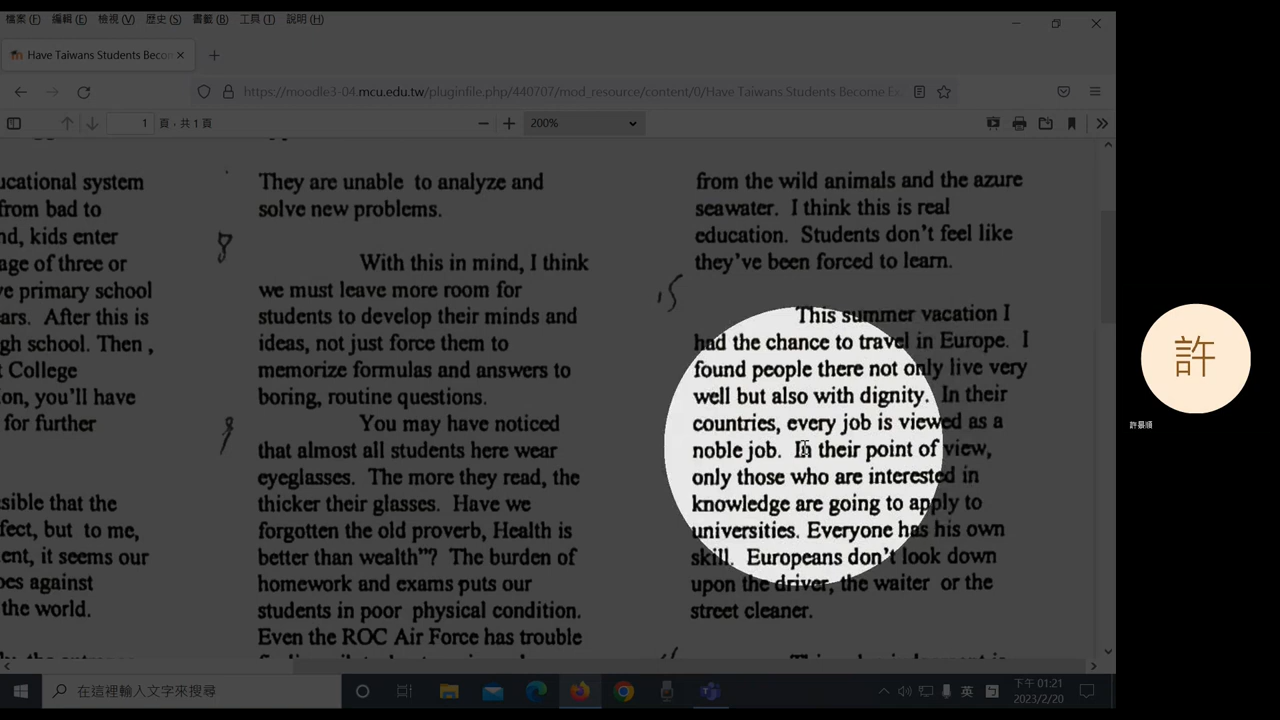 檔案(F) 編輯(E) 檢視(V) 歷史(S) 書籤(B) 工具(T) 說明(H)
Have Taiwans Students Becom
https://moodle3-04.mcu.edu.tw/pluginfile.php/440707/mod_resource/content/0/Have Taiwans Students Become Ex
1 頁 · 共 1 頁
200%
ucational system
from bad to
nd, kids enter
age of three or
ve primary school
ars. After this is
gh school. Then ,
t College
on, you'll have
for further
sible that the
fect, but to me,
ent, it seems our
oes against
the world.
They are unable to analyze and
solve new problems.
8
With this in mind, I think
we must leave more room for
students to develop their minds and
ideas, not just force them to
memorize formulas and answers to
boring, routine questions.
9
You may have noticed
that almost all students here wear
eyeglasses. The more they read, the
thicker their glasses. Have we
forgotten the old proverb, Health is
better than wealth"? The burden of
homework and exams puts our
students in poor physical condition.
Even the ROC Air Force has trouble
from the wild animals and the azure
seawater. I think this is real
education. Students don't feel like
they've been forced to learn.
15
This summer vacation I
had the chance to travel in Europe. I
found people there not only live very
well but also with dignity. In their
countries, every job is viewed as a
noble job. In their point of view,
only those who are interested in
knowledge are going to apply to
universities. Everyone has his own
skill. Europeans don't look down
upon the driver, the waiter or the
street cleaner.
許
許景順
在這裡輸入文字來搜尋
英
下午 01:21
2023/2/20